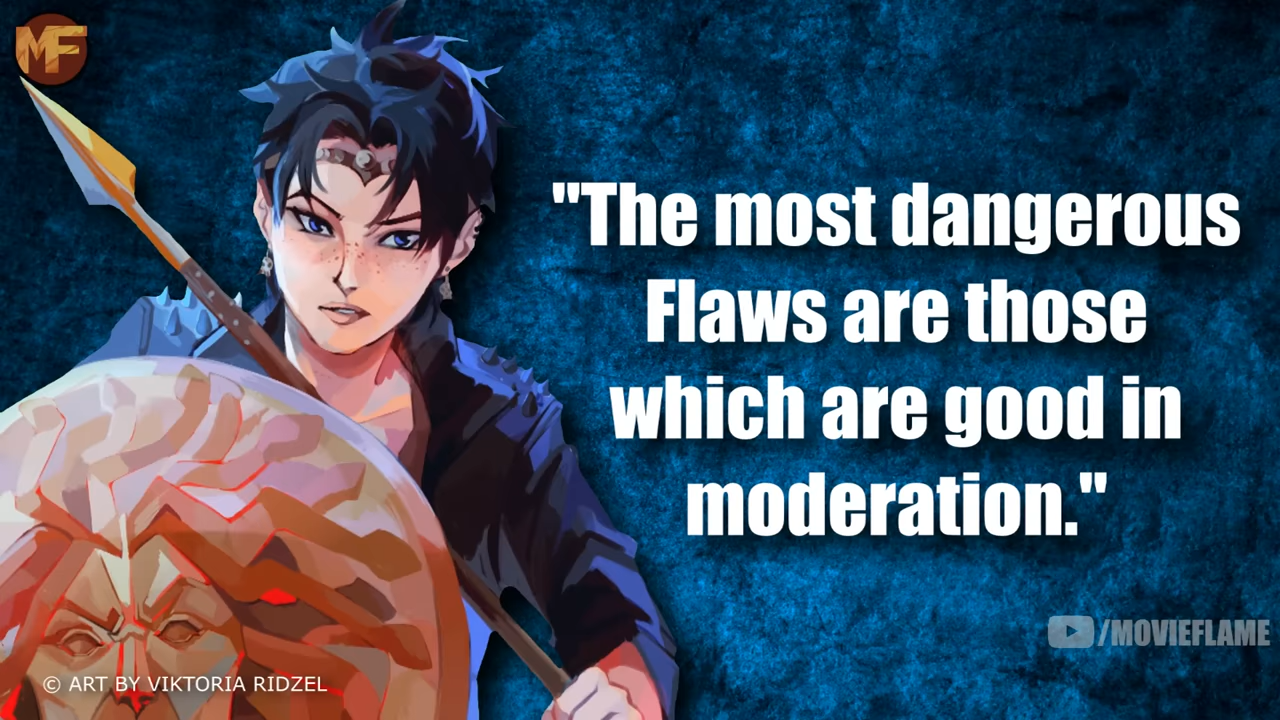 MF
"The most dangerous
Flaws are those
which are good in
moderation."
/MOVIEFLAME
© ART BY VIKTORIA RIDZEL